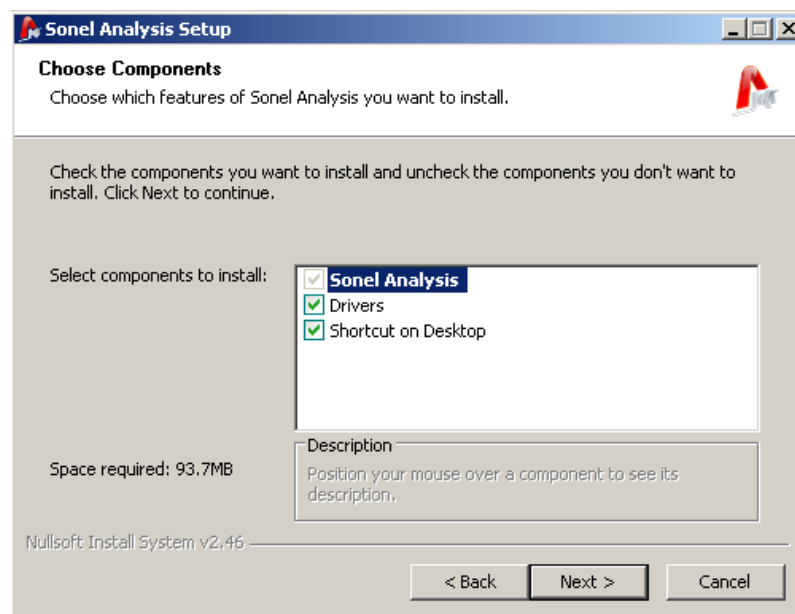 Sonel Analysis Setup
Choose Components
Choose which features of Sonel Analysis you want to install.
Check the components you want to install and uncheck the components you don't want to
install. Click Next to continue.
Select components to install:
Sonel Analysis
Drivers
Shortcut on Desktop
Space required: 93.7MB
Description
Position your mouse over a component to see its
description.
Nullsoft Install System v2.46
< Back
Next >
Cancel